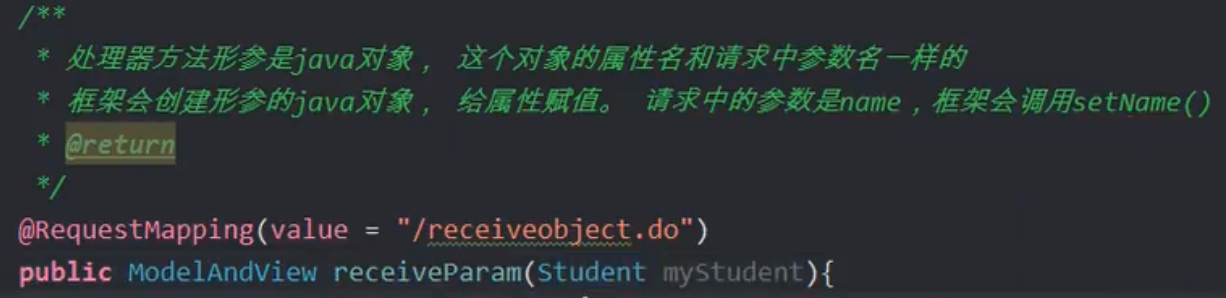 /**
* 处理器方法形参是java对象， 这个对象的属性名和请求中参数名一样的
* 框架会创建形参的java对象， 给属性赋值。 请求中的参数是name，框架会调用setName()
* @return
*/
@RequestMapping(value = "/receiveobject.do")
public ModelAndView receiveParam(Student myStudent){